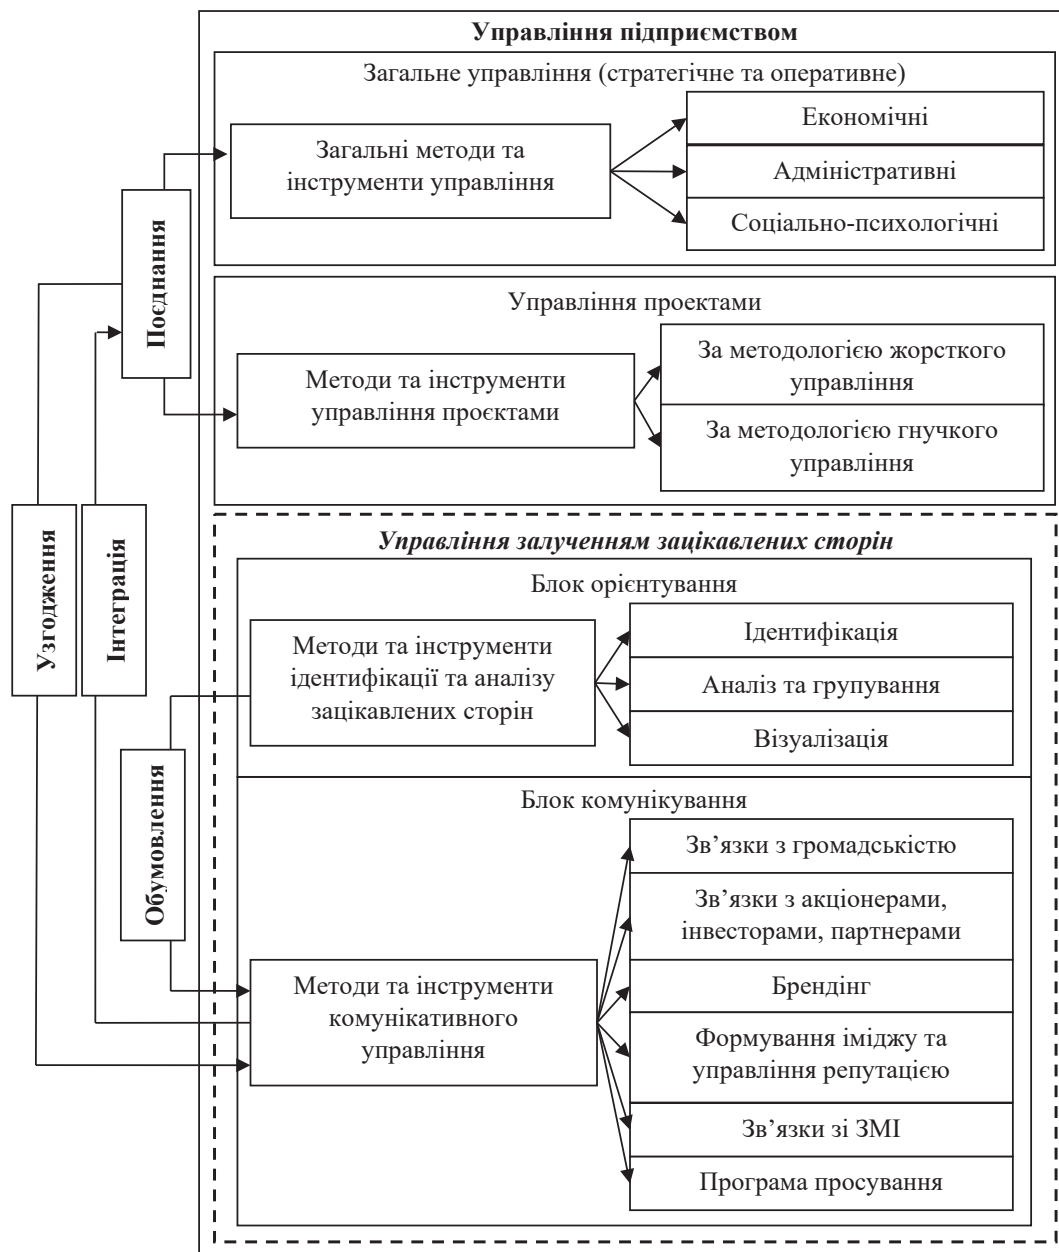 Управління підприємством
Загальне управління (стратегічне та оперативне)
Загальні методи та
інструменти управління
Економічні
Адміністративні
Соціально-психологічні
Поєднання
Управління проектами
Методи та інструменти
управління проєктами
За методологією жорсткого
управління
За методологією гнучкого
управління
Узгодження
Інтеграція
Управління залученням зацікавлених сторін
Блок орієнтування
Методи та інструменти
ідентифікації та аналізу
зацікавлених сторін
Ідентифікація
Аналіз та групування
Візуалізація
Обумовлення
Блок комунікування
Методи та інструменти
комунікативного
управління
Зв’язки з громадськістю
Зв’язки з акціонерами,
інвесторами, партнерами
Брендінг
Формування іміджу та
управління репутацією
Зв’язки зі ЗМІ
Програма просування